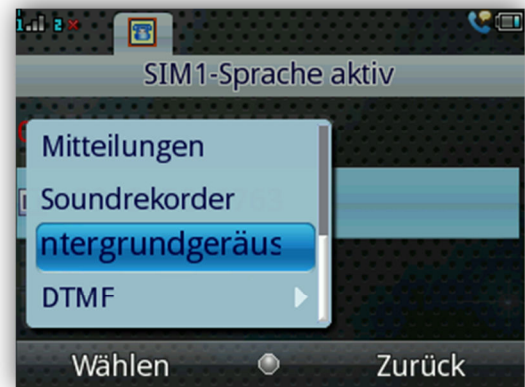 SIM1-Sprache aktiv
Mitteilungen
Soundrekorder
ntergrundgeräus
DTMF
Wählen
Zurück